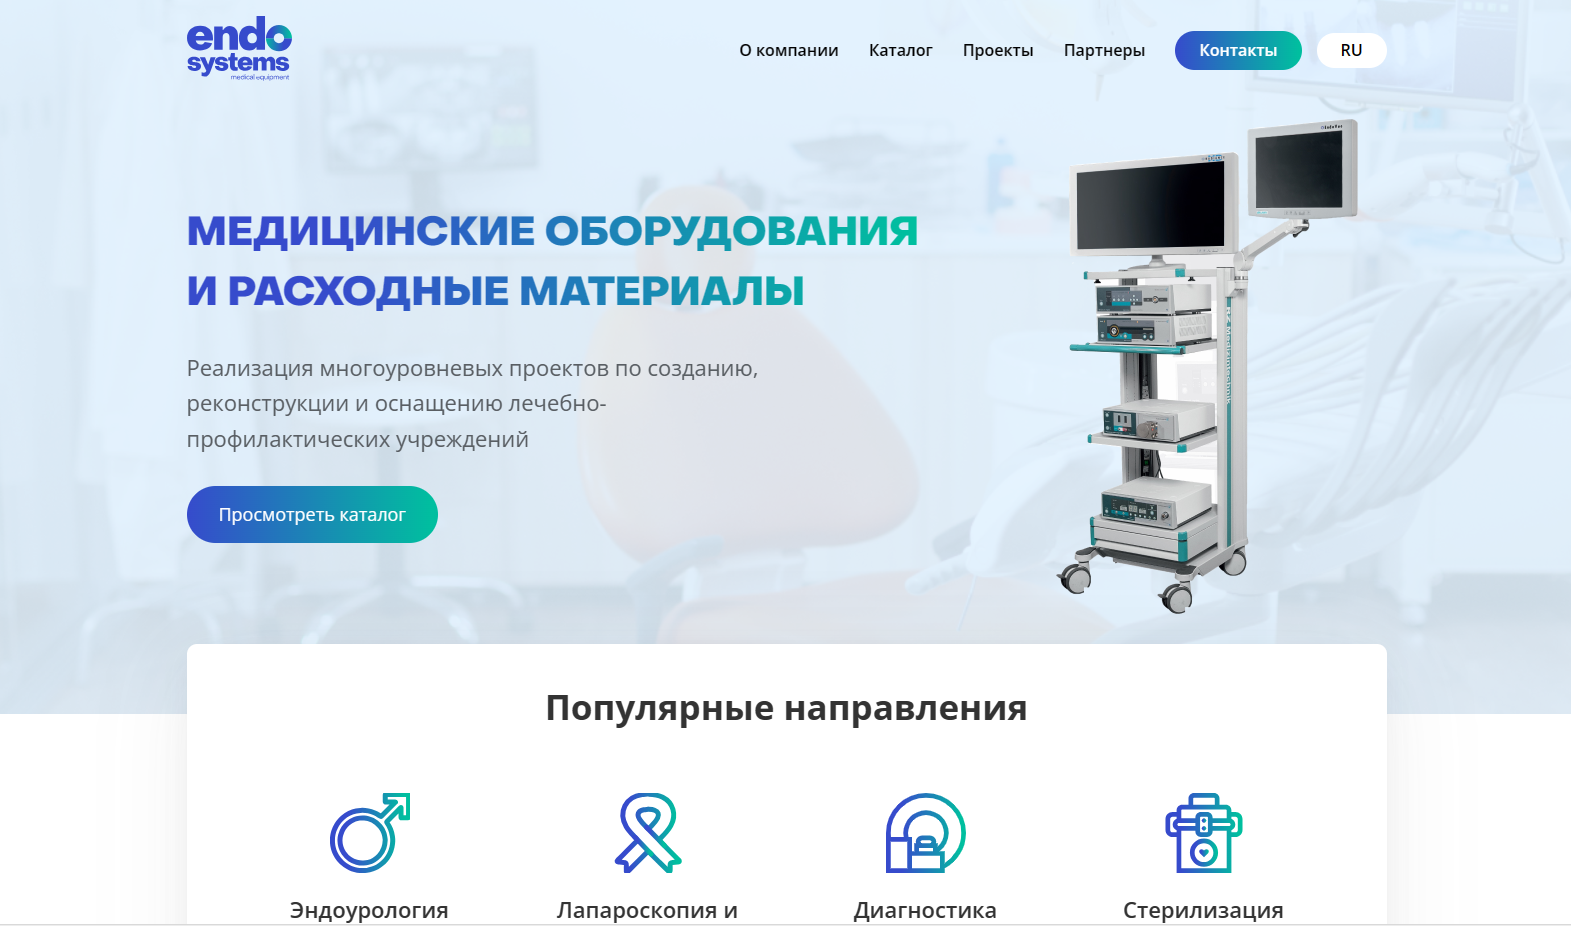 endo
systems
medical equipment
О компании
Каталог
Проекты
Партнеры
Контакты
RU
МЕДИЦИНСКИЕ ОБОРУДОВАНИЯ
И РАСХОДНЫЕ МАТЕРИАЛЫ
Реализация многоуровневых проектов по созданию,
реконструкции и оснащению лечебно-
профилактических учреждений
Просмотреть каталог
Популярные направления
Эндоурология
Лапароскопия и
Диагностика
Стерилизация